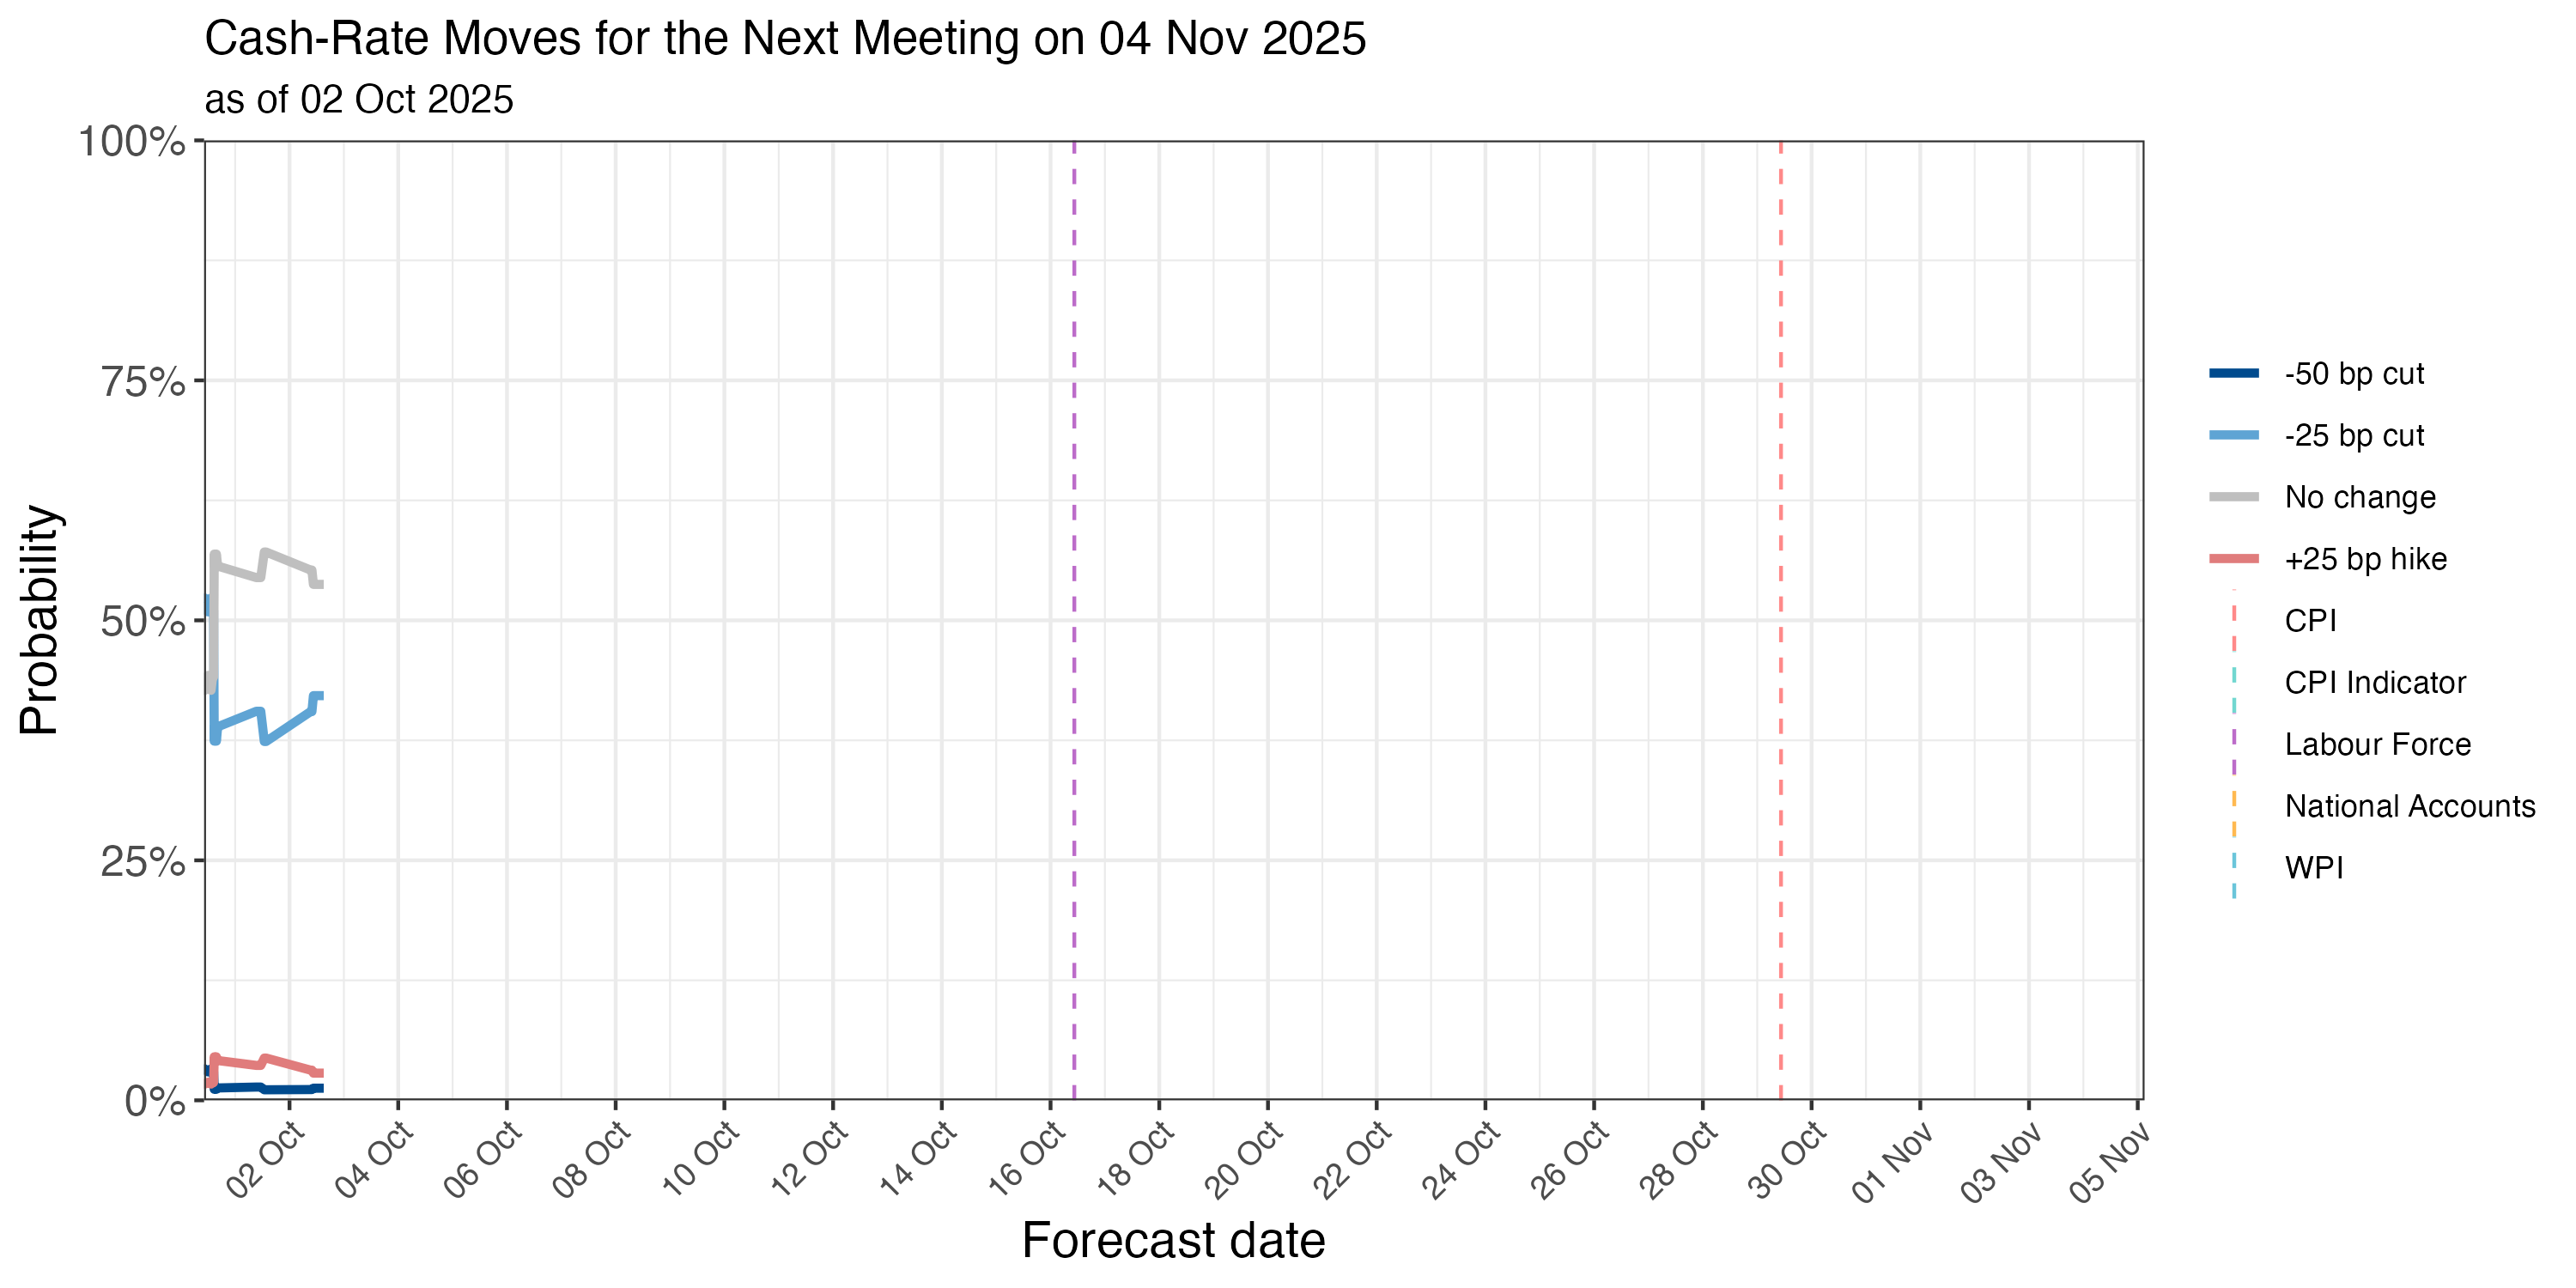 Cash-Rate Moves for the Next Meeting on 04 Nov 2025
as of 02 Oct 2025
100%
75%
50%
25%
0%
Probability
02 Oct
04 Oct
06 Oct
08 Oct
10 Oct
12 Oct
14 Oct
16 Oct
18 Oct
20 Oct
22 Oct
24 Oct
26 Oct
28 Oct
30 Oct
01 Nov
03 Nov
05 Nov
Forecast date
-50 bp cut
-25 bp cut
No change
+25 bp hike
CPI
CPI Indicator
Labour Force
National Accounts
WPI